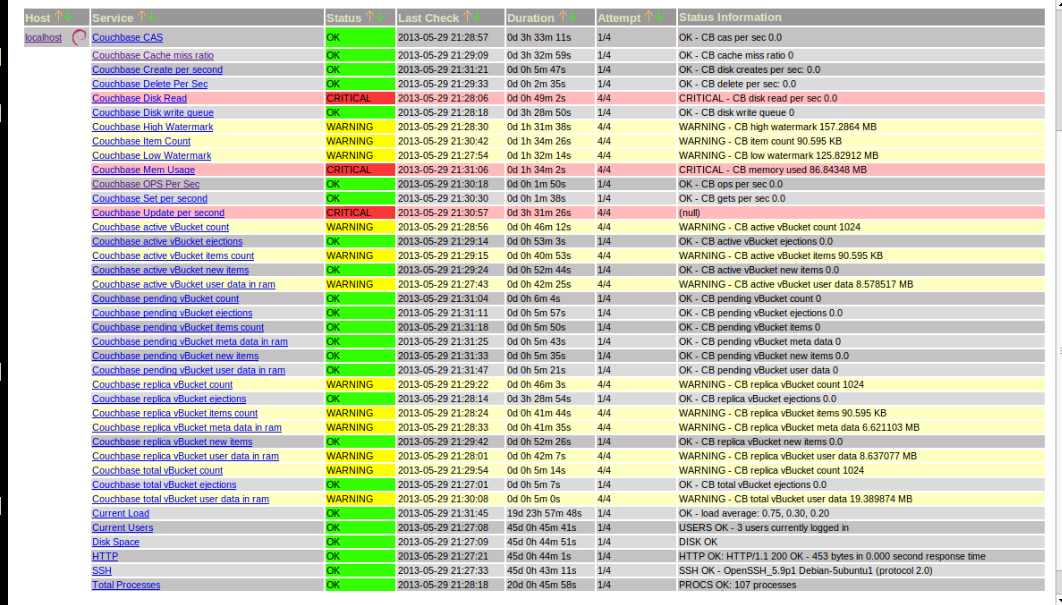 Host Service Status Last Check Duration Attempt Status Information
localhost Couchbase CAS OK 2013-05-29 21:28:57 0d 3h 33m 11s 1/4 OK - CB cas per sec 0.0
Couchbase Cache miss ratio OK 2013-05-29 21:29:09 0d 3h 32m 59s 1/4 OK - CB cache miss ratio 0
Couchbase Create per second OK 2013-05-29 21:31:21 0d 0h 5m 47s 1/4 OK - CB disk creates per sec: 0.0
Couchbase Delete Per Sec OK 2013-05-29 21:29:33 0d 0h 2m 35s 1/4 OK - CB delete per sec: 0.0
Couchbase Disk Read CRITICAL 2013-05-29 21:28:06 0d 0h 49m 2s 4/4 CRITICAL - CB disk read per sec 0.0
Couchbase Disk write queue OK 2013-05-29 21:28:18 0d 3h 28m 50s 1/4 OK - CB disk write queue 0
Couchbase High Watermark WARNING 2013-05-29 21:28:30 0d 1h 31m 38s 4/4 WARNING - CB high watermark 157.2864 MB
Couchbase Item Count WARNING 2013-05-29 21:30:42 0d 1h 34m 26s 4/4 WARNING - CB item count 90.595 KB
Couchbase Low Watermark WARNING 2013-05-29 21:27:54 0d 1h 32m 14s 4/4 WARNING - CB low watermark 125.82912 MB
Couchbase Mem Usage CRITICAL 2013-05-29 21:31:06 0d 1h 34m 2s 4/4 CRITICAL - CB memory used 86.84348 MB
Couchbase OPS Per Sec OK 2013-05-29 21:30:18 0d 0h 1m 50s 1/4 OK - CB ops per sec 0.0
Couchbase Set per second OK 2013-05-29 21:30:30 0d 0h 1m 38s 1/4 OK - CB gets per sec 0.0
Couchbase Update per second CRITICAL 2013-05-29 21:30:57 0d 3h 31m 26s 4/4 (null)
Couchbase active vBucket count WARNING 2013-05-29 21:28:56 0d 0h 46m 12s 4/4 WARNING - CB active vBucket count 1024
Couchbase active vBucket ejections OK 2013-05-29 21:29:14 0d 0h 53m 3s 1/4 OK - CB active vBucket ejections 0.0
Couchbase active vBucket items count WARNING 2013-05-29 21:29:15 0d 0h 40m 53s 4/4 WARNING - CB active vBucket items 90.595 KB
Couchbase active vBucket new items OK 2013-05-29 21:29:24 0d 0h 52m 44s 1/4 OK - CB active vBucket new items 0.0
Couchbase active vBucket user data in ram WARNING 2013-05-29 21:27:43 0d 0h 42m 25s 4/4 WARNING - CB active vBucket user data 8.578517 MB
Couchbase pending vBucket count OK 2013-05-29 21:31:04 0d 0h 6m 4s 1/4 OK - CB pending vBucket count 0
Couchbase pending vBucket ejections OK 2013-05-29 21:31:11 0d 0h 5m 57s 1/4 OK - CB pending vBucket ejections 0.0
Couchbase pending vBucket items count OK 2013-05-29 21:31:18 0d 0h 5m 50s 1/4 OK - CB pending vBucket items 0
Couchbase pending vBucket meta data in ram OK 2013-05-29 21:31:25 0d 0h 5m 43s 1/4 OK - CB pending vBucket meta data 0
Couchbase pending vBucket new items OK 2013-05-29 21:31:33 0d 0h 5m 35s 1/4 OK - CB pending vBucket new items 0.0
Couchbase pending vBucket user data in ram OK 2013-05-29 21:31:47 0d 0h 5m 21s 1/4 OK - CB pending vBucket user data 0
Couchbase replica vBucket count WARNING 2013-05-29 21:29:22 0d 0h 46m 3s 4/4 WARNING - CB replica vBucket count 1024
Couchbase replica vBucket ejections OK 2013-05-29 21:28:14 0d 3h 28m 54s 1/4 OK - CB replica vBucket ejections 0.0
Couchbase replica vBucket items count WARNING 2013-05-29 21:28:24 0d 0h 41m 44s 4/4 WARNING - CB replica vBucket items 90.595 KB
Couchbase replica vBucket meta data in ram WARNING 2013-05-29 21:28:33 0d 0h 41m 35s 4/4 WARNING - CB replica vBucket meta data 6.621103 MB
Couchbase replica vBucket new items OK 2013-05-29 21:29:42 0d 0h 52m 26s 1/4 OK - CB replica vBucket new items 0.0
Couchbase replica vBucket user data in ram WARNING 2013-05-29 21:28:01 0d 0h 42m 7s 4/4 WARNING - CB replica vBucket user data 8.637077 MB
Couchbase total vBucket count WARNING 2013-05-29 21:29:54 0d 0h 5m 14s 4/4 WARNING - CB replica vBucket count 1024
Couchbase total vBucket ejections OK 2013-05-29 21:27:01 0d 0h 5m 7s 1/4 OK - CB total vBucket ejections 0.0
Couchbase total vBucket user data in ram WARNING 2013-05-29 21:30:08 0d 0h 5m 0s 4/4 WARNING - CB total vBucket user data 19.389874 MB
Current Load OK 2013-05-29 21:31:45 19d 23h 57m 48s 1/4 OK - load average: 0.75, 0.30, 0.20
Current Users OK 2013-05-29 21:27:08 45d 0h 45m 41s 1/4 USERS OK - 3 users currently logged in
Disk Space OK 2013-05-29 21:27:09 45d 0h 44m 51s 1/4 DISK OK
HTTP OK 2013-05-29 21:27:21 45d 0h 44m 1s 1/4 HTTP OK: HTTP/1.1 200 OK - 453 bytes in 0.000 second response time
SSH OK 2013-05-29 21:27:33 45d 0h 43m 11s 1/4 SSH OK - OpenSSH_5.9p1 Debian-5ubuntu1 (protocol 2.0)
Total Processes OK 2013-05-29 21:28:18 20d 0h 45m 58s 1/4 PROCS OK: 107 processes